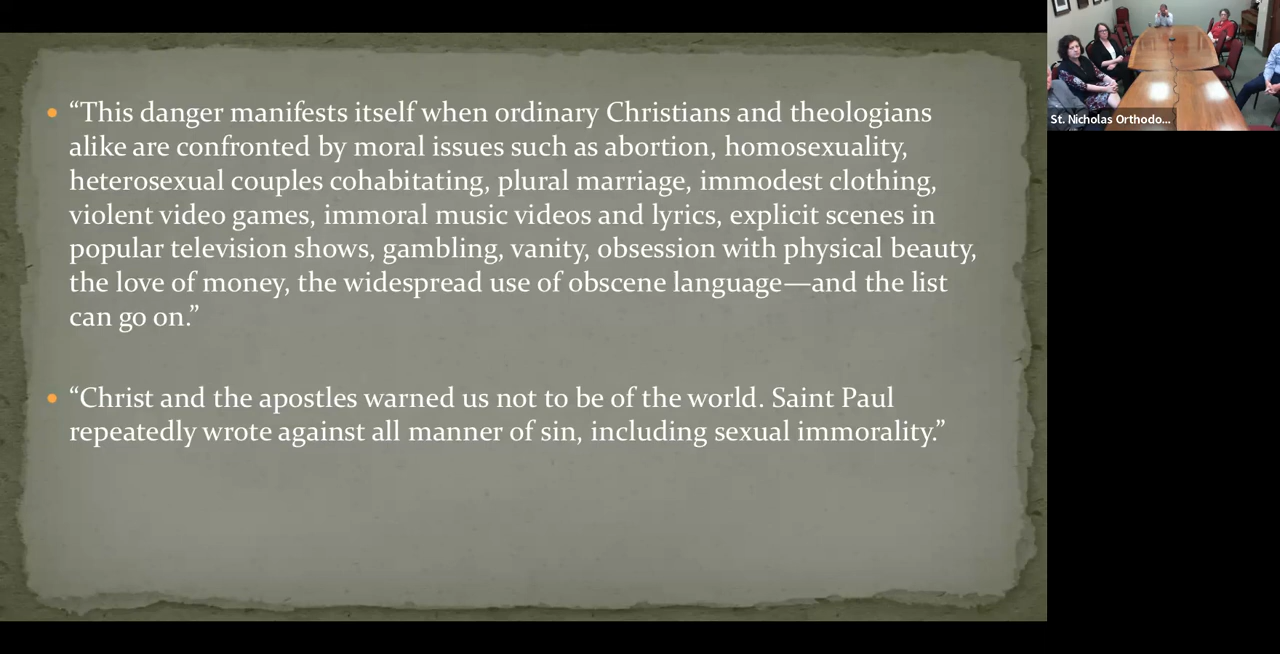 “This danger manifests itself when ordinary Christians and theologians
alike are confronted by moral issues such as abortion, homosexuality,
heterosexual couples cohabitating, plural marriage, immodest clothing,
violent video games, immoral music videos and lyrics, explicit scenes in
popular television shows, gambling, vanity, obsession with physical beauty,
the love of money, the widespread use of obscene language—and the list
can go on.”
“Christ and the apostles warned us not to be of the world. Saint Paul
repeatedly wrote against all manner of sin, including sexual immorality.”
St. Nicholas Orthodo...